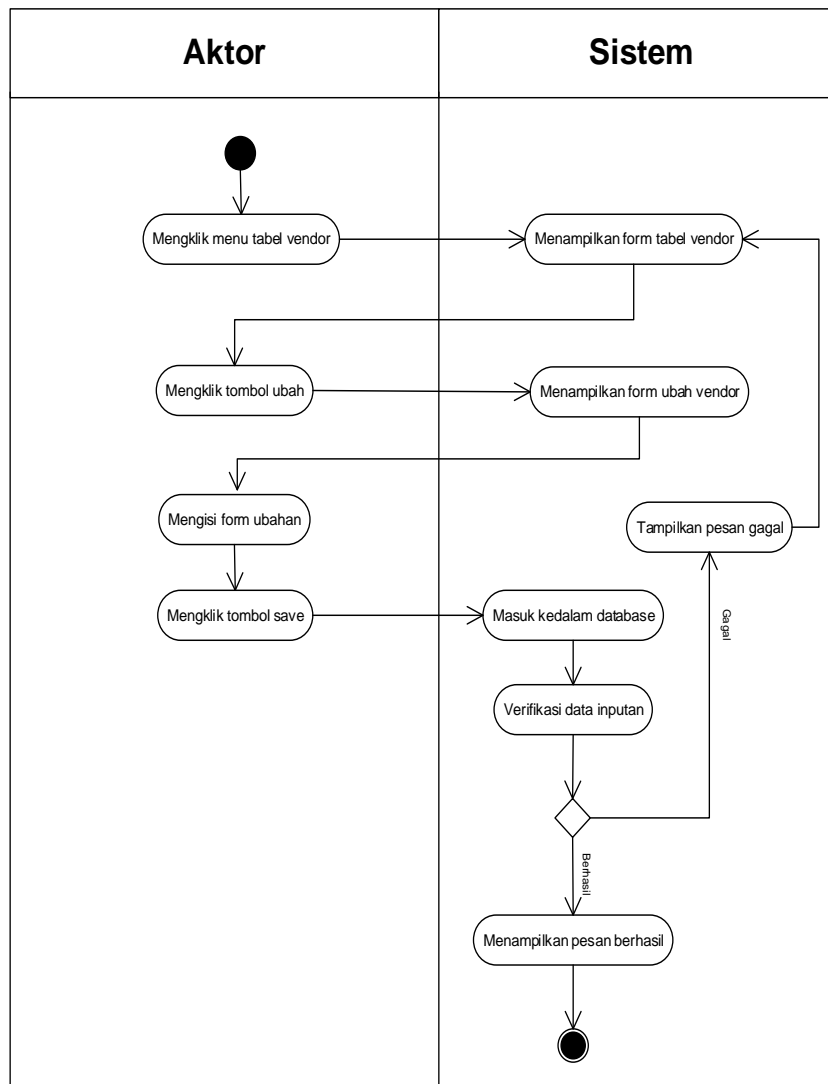 Aktor
Sistem
Mengklik menu tabel vendor
Menampilkan form tabel vendor
Mengklik tombol ubah
Menampilkan form ubah vendor
Mengisi form ubahan
Tampilkan pesan gagal
Mengklik tombol save
Masuk kedalam database
Gagal
Verifikasi data inputan
Berhasil
Menampilkan pesan berhasil